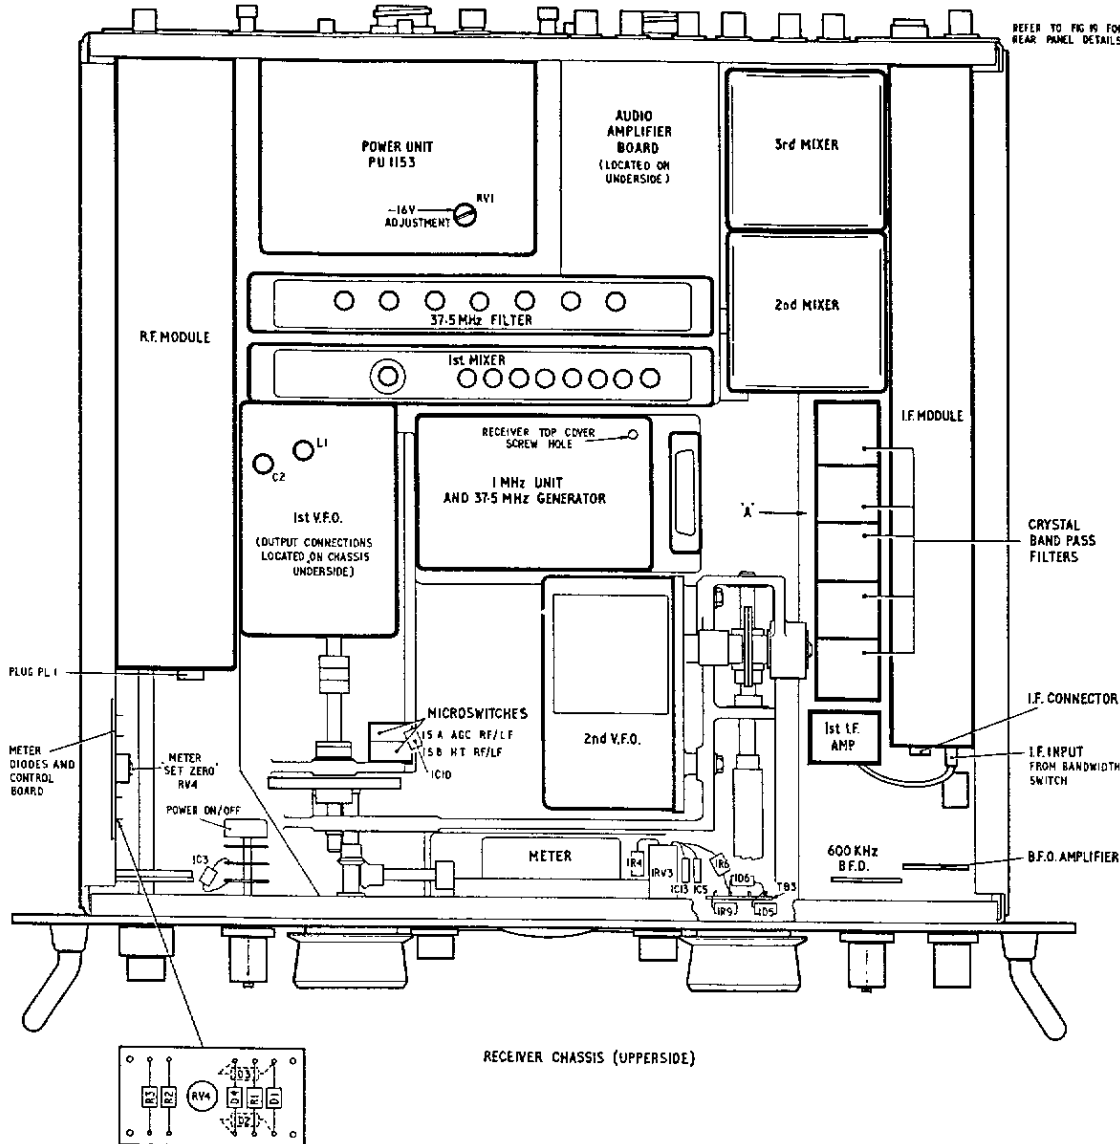 REFER TO FIG 19 FOR
REAR PANEL DETAILS
POWER UNIT
PU 1153
RV1
-16V
ADJUSTMENT
AUDIO
AMPLIFIER
BOARD
(LOCATED ON
UNDERSIDE)
3rd MIXER
2nd MIXER
R.F. MODULE
37·5 MHz FILTER
1st MIXER
I.F. MODULE
L1
C2
1st V.F.O.
(OUTPUT CONNECTIONS
LOCATED ON CHASSIS
UNDERSIDE)
RECEIVER TOP COVER
SCREW HOLE
1 MHz UNIT
AND 37·5 MHz GENERATOR
'A'
CRYSTAL
BAND PASS
FILTERS
PLUG PL 1
METER
DIODES AND
CONTROL
BOARD
METER
'SET ZERO'
RV4
POWER ON/OFF
1C3
MICROSWITCHES
1S A AGC RF/LF
1S B HT RF/LF
1C10
2nd V.F.O.
1st I.F.
AMP
I.F. CONNECTOR
I.F. INPUT
FROM BANDWIDTH
SWITCH
METER
1R4
1RV3
1C13
1C5
1R6
1D6
TB3
1R9
1D5
600 KHz
B.F.O.
B.F.O. AMPLIFIER
RECEIVER CHASSIS (UPPERSIDE)
R3
R2
RV4
D3
D4
R1
D1
D2